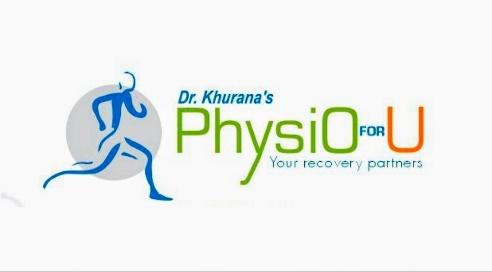 Dr. Khurana's
PhysiO FOR U
Your recovery partners